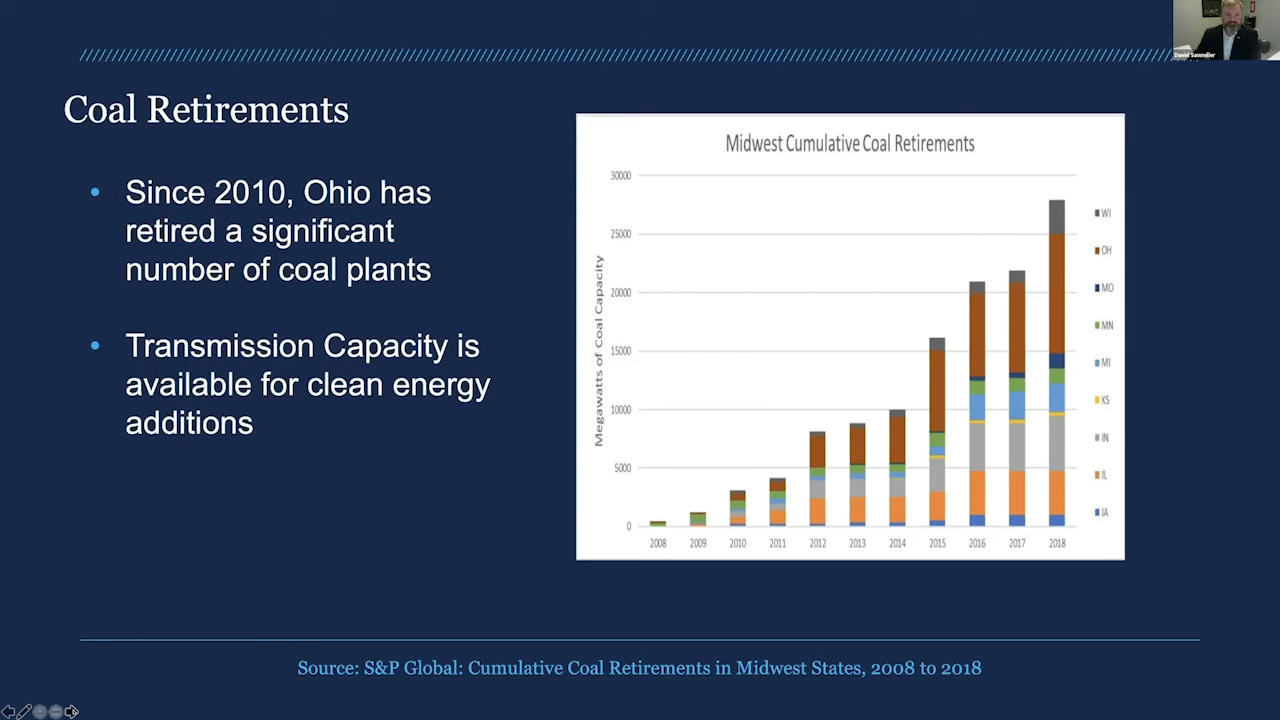 Daniel Sawmiller
Coal Retirements
• Since 2010, Ohio has
retired a significant
number of coal plants
• Transmission Capacity is
available for clean energy
additions
Midwest Cumulative Coal Retirements
Megawatts of Coal Capacity
30000
25000
20000
15000
10000
5000
0
2008 2009 2010 2011 2012 2013 2014 2015 2016 2017 2018
WI
OH
MO
MN
MI
KS
IN
IL
IA
Source: S&P Global: Cumulative Coal Retirements in Midwest States, 2008 to 2018